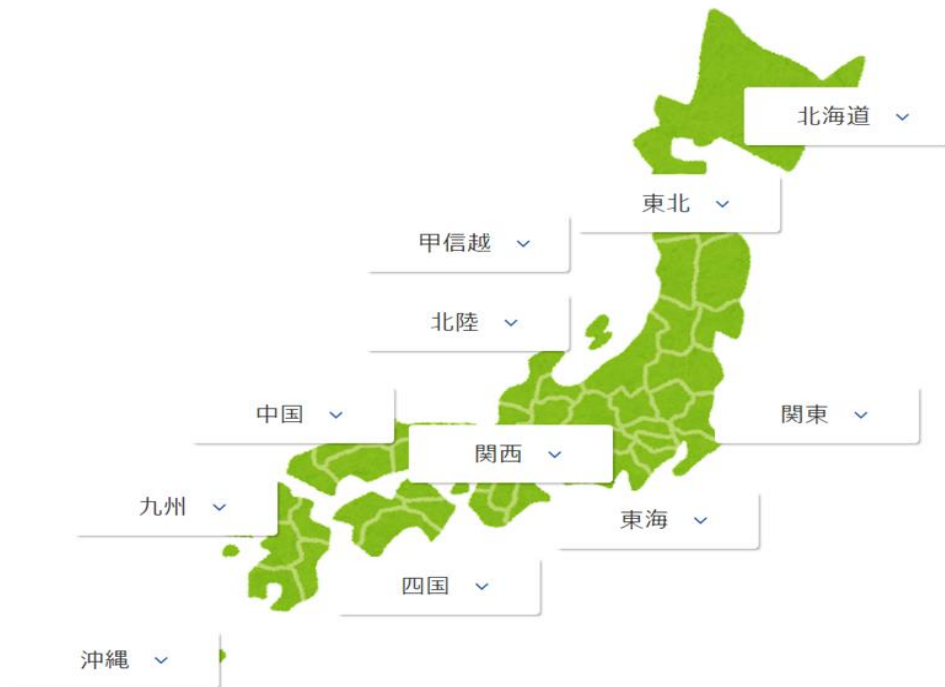 北海道
東北
甲信越
北陸
中国
関東
関西
九州
東海
四国
沖縄